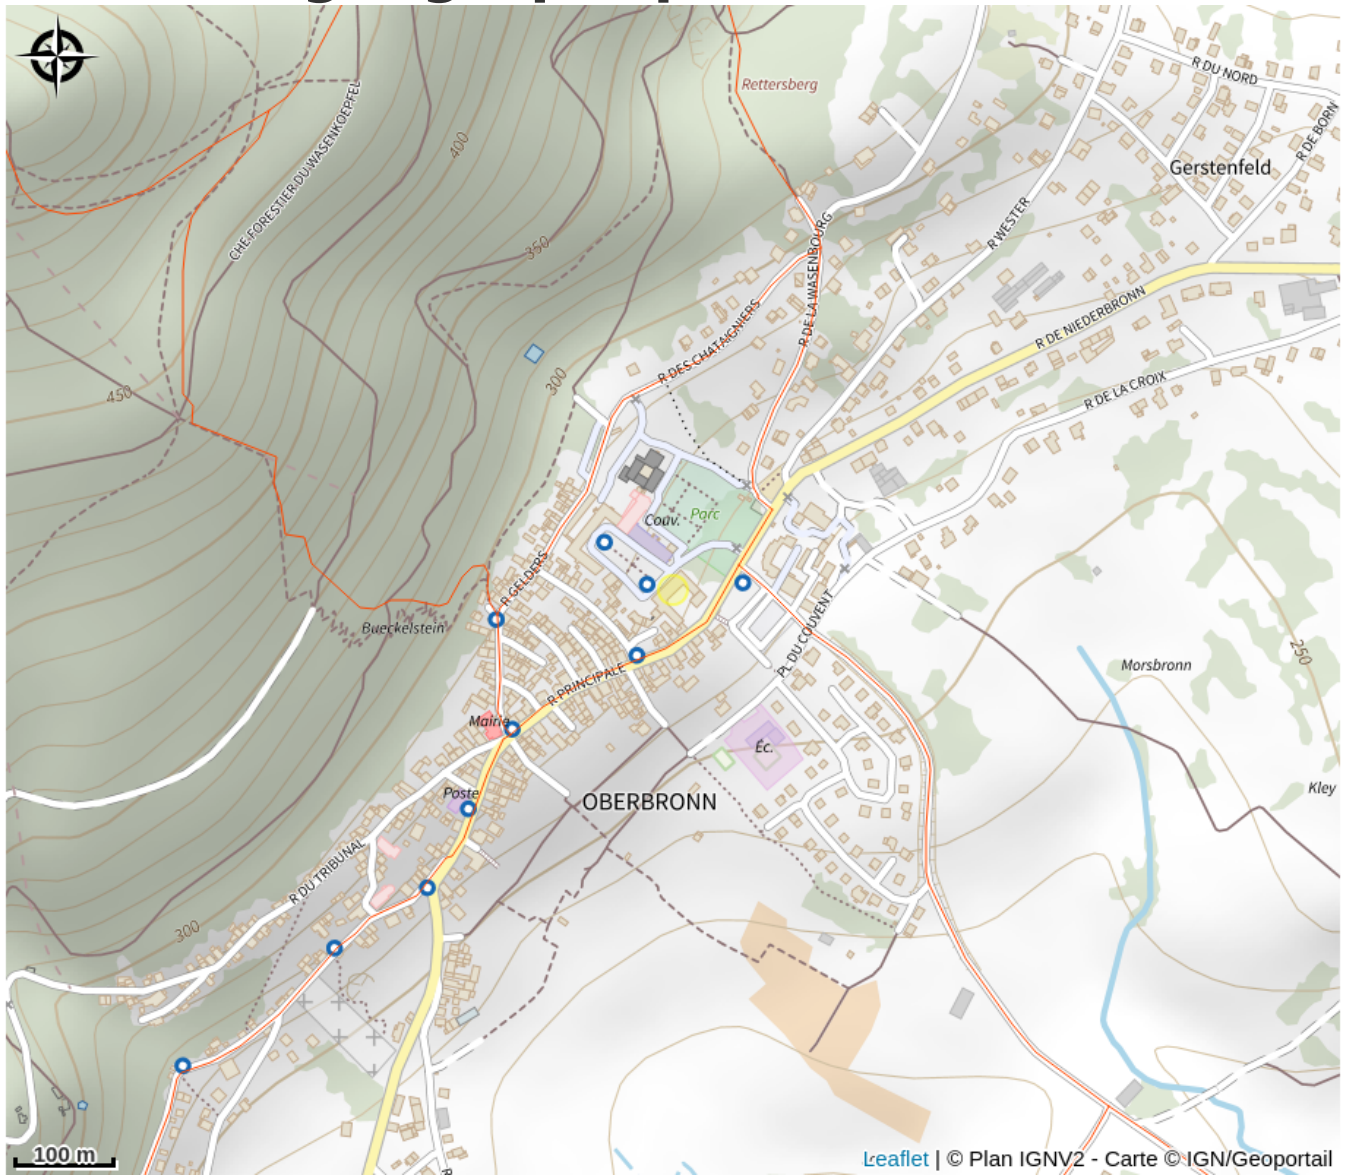 Rettersberg
R DU NORD
R DE BORN
Gerstenfeld
CHE FORESTIER DU WASENKOEPFEL
400
350
R WESTER
R DE LA WASENBOURG
R DE NIEDERBRONN
R DES CHATAIGNIERS
R DE LA CROIX
300
450
Parc
Couv.
R GELDERS
Bueckelstein
PL DU COUVENT
250
Morsbronn
R PRINCIPALE
Mairie
Éc.
Kley
Poste
OBERBRONN
R DU TRIBUNAL
300
100 m
R
Leaflet | © Plan IGNV2 - Carte © IGN/Geoportail